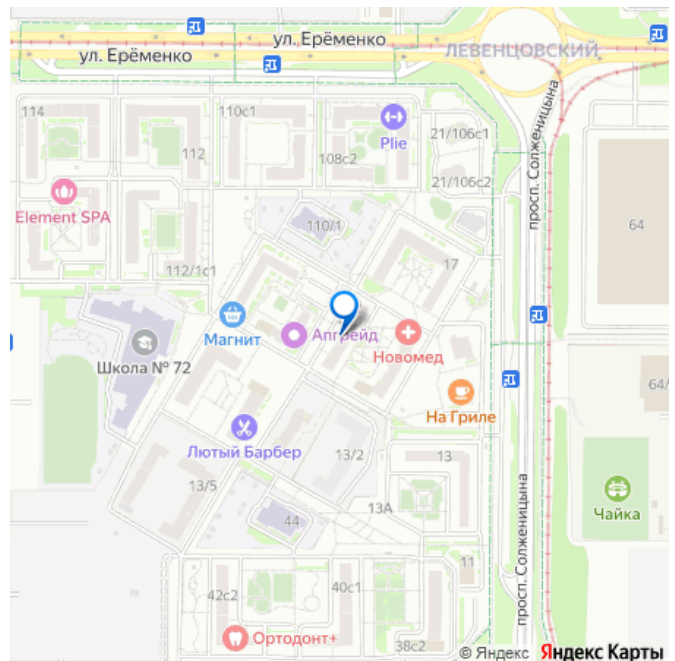 ул. Ерёменко
ЛЕВЕНЦОВСКИЙ
ул. Ерёменко
114
110с1
Plie
21/106с1
просп. Солженицына
112
108с2
21/106с2
Element SPA
110/1
64
17
112/1с1
Магнит
Апгрейд
Новомед
Школа № 72
64/
На Гриле
Лютый Барбер
13/2
13
13/5
Чайка
13А
44
просп. Солженицына
11
42с2
40с1
Ортодонт+
38с2
© Яндекс Яндекс Карты